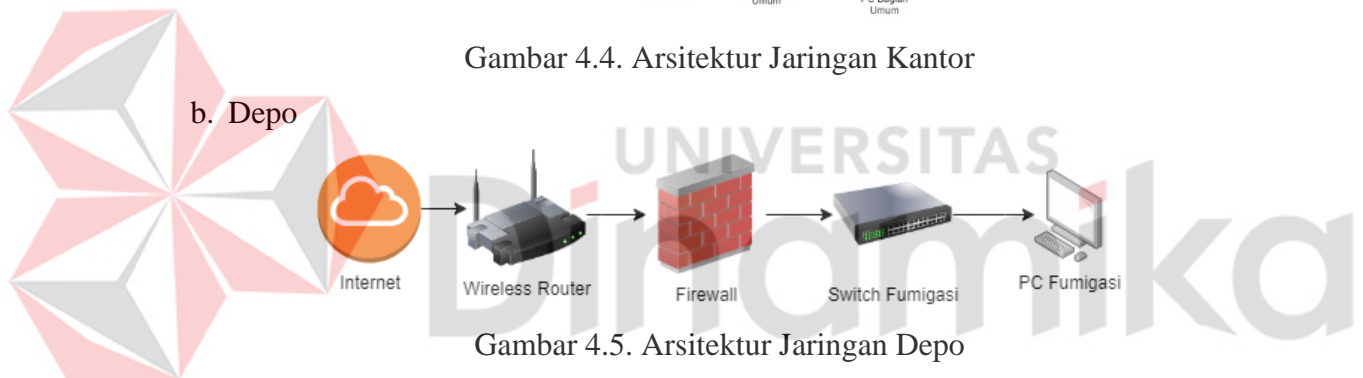 Umum
PC Bagian
Umum
Gambar 4.4. Arsitektur Jaringan Kantor
b. Depo
UNIVERSITAS
Dinamika
Internet
Wireless Router
Firewall
Switch Fumigasi
PC Fumigasi
Gambar 4.5. Arsitektur Jaringan Depo